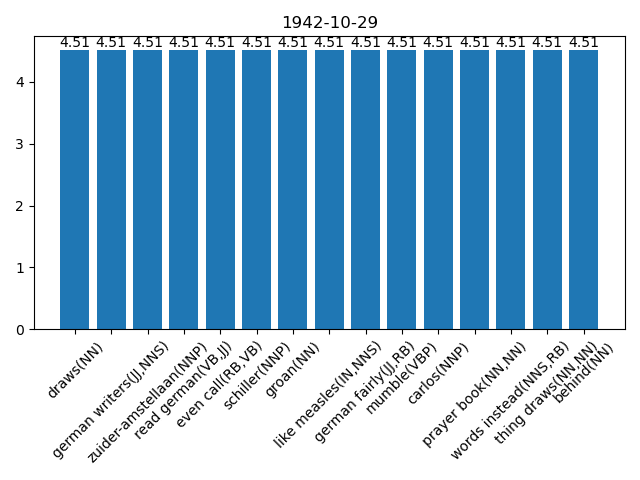 1942-10-29
4.51 4.51 4.51 4.51 4.51 4.51 4.51 4.51 4.51 4.51 4.51 4.51 4.51 4.51 4.51
4
3
2
1
0
draws(NN)
german writers(JJ,NNS)
zuider-amstellaan(NNP)
read german(VB,JJ)
even call(RB,VB)
schiller(NNP)
groan(NN)
like measles(IN,NNS)
german fairly(JJ,RB)
mumble(VBP)
carlos(NNP)
prayer book(NN,NN)
words instead(NNS,RB)
thing draws(NN,NN)
behind(NN)